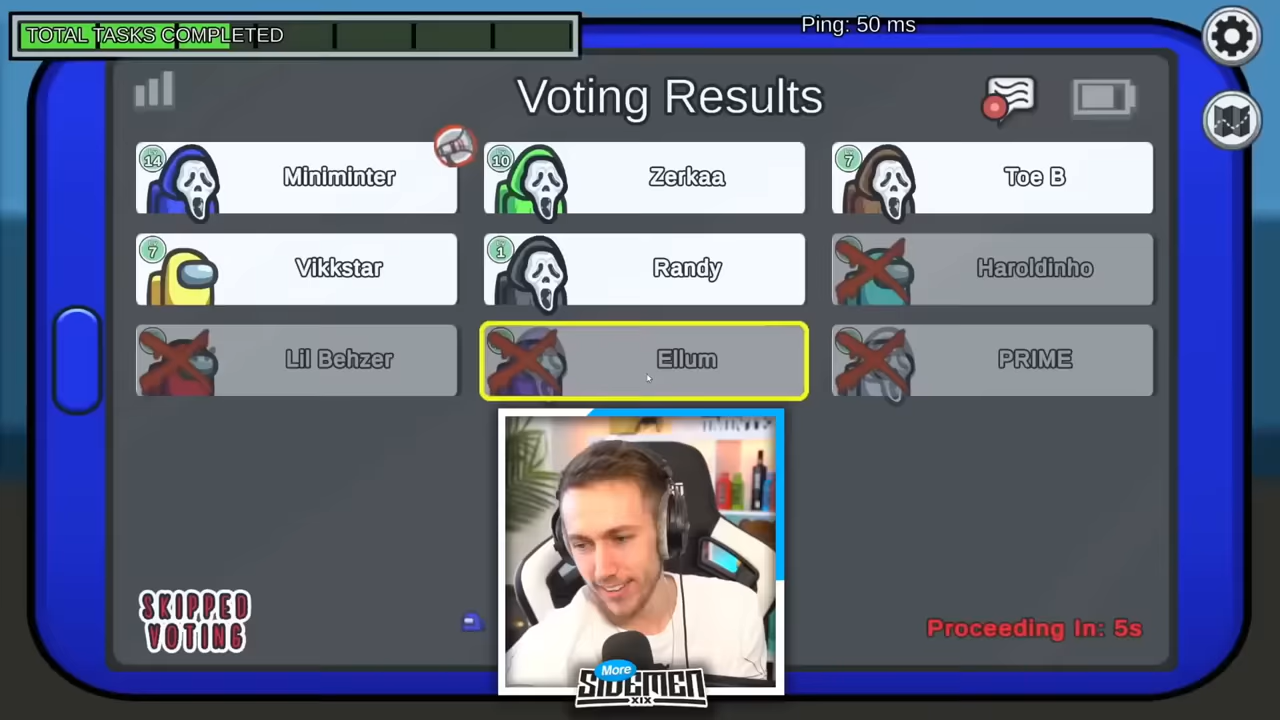 TOTAL TASKS COMPLETED
Ping: 50 ms
Voting Results
14
Miniminter
10
Zerkaa
7
Toe B
7
Vikkstar
1
Randy
Haroldinho
Lil Behzer
Ellum
PRIME
SKIPPED
VOTING
Proceeding In: 5s
More
SIDEMEN
XIX